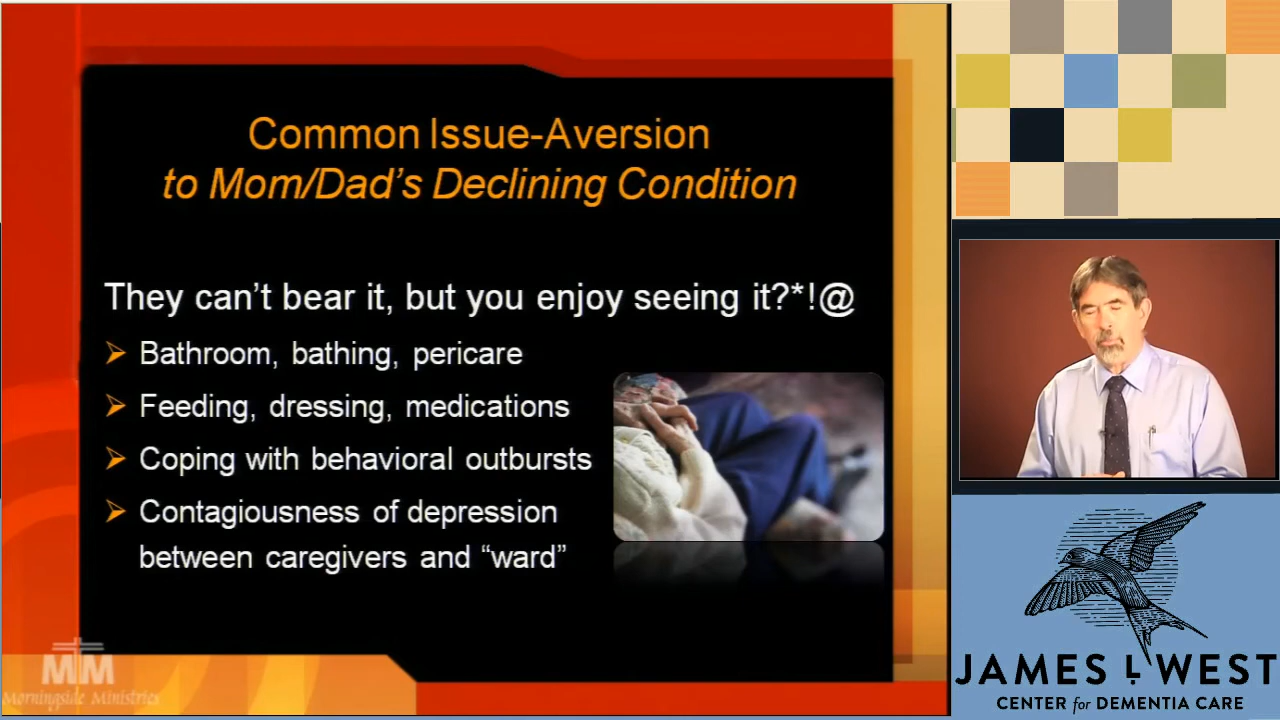 Common Issue-Aversion
to Mom/Dad's Declining Condition
They can't bear it, but you enjoy seeing it?*!@
Bathroom, bathing, pericare
Feeding, dressing, medications
Coping with behavioral outbursts
Contagiousness of depression
between caregivers and “ward”
MM
Morningside Ministries
JAMES L WEST
CENTER for DEMENTIA CARE